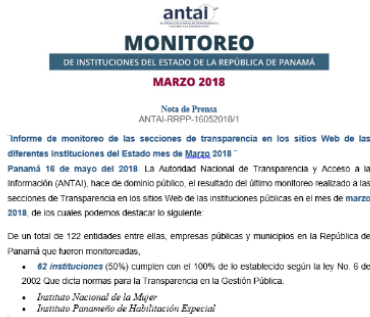 antai
MONITOREO
DE INSTITUCIONES DEL ESTADO DE LA REPÚBLICA DE PANAMÁ
MARZO 2018
Nota de Prensa
ANTAI-RRPP-16052018/1
¨Informe de monitoreo de las secciones de transparencia en los sitios Web de las
diferentes instituciones del Estado mes de Marzo 2018¨
Panamá 16 de mayo del 2018. La Autoridad Nacional de Transparencia y Acceso a la
Información (ANTAI), hace de dominio público, el resultado del último monitoreo realizado a las
secciones de Transparencia en los sitios Web de las instituciones públicas en el mes de marzo
2018, de los cuales podemos destacar lo siguiente:
De un total de 122 entidades entre ellas, empresas públicas y municipios en la República de
Panamá que fueron monitoreadas,
• 62 instituciones (50%) cumplen con el 100% de lo establecido según la ley No. 6 de
2002 Que dicta normas para la Transparencia en la Gestión Pública.
• Instituto Nacional de la Mujer
• Instituto Panameño de Habilitación Especial